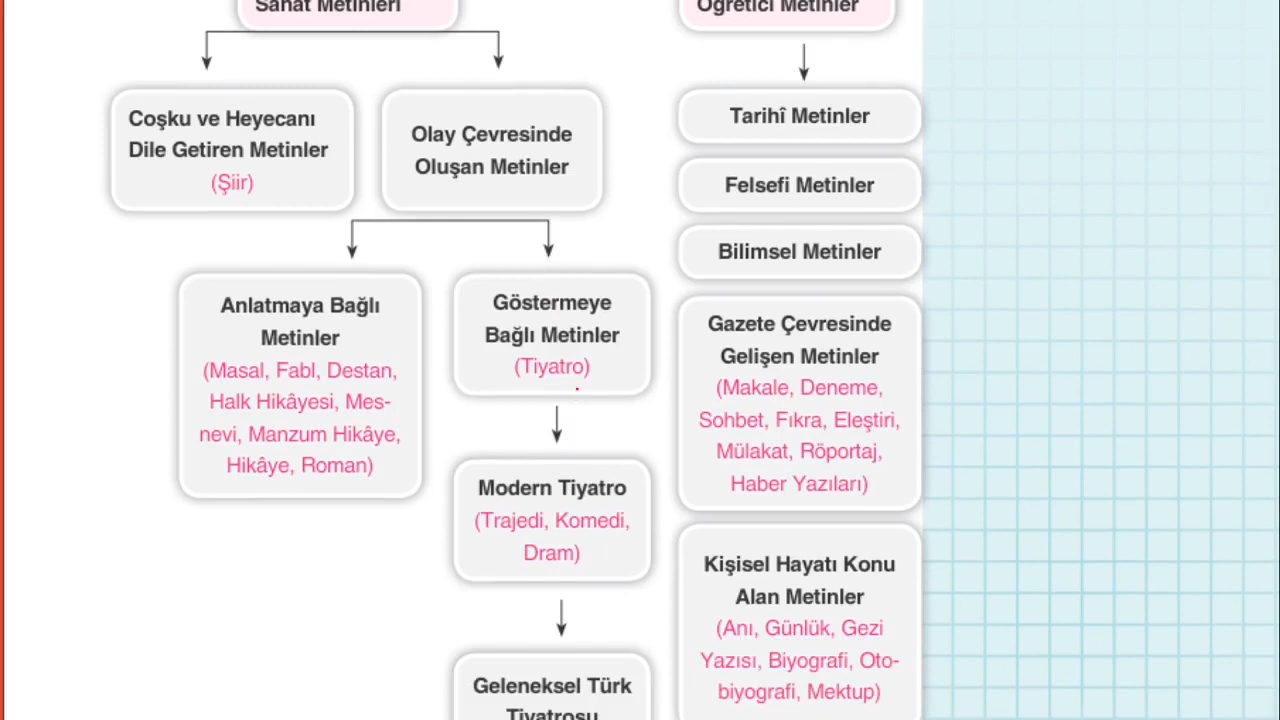 Sanat Metinleri
Öğretici Metinler
Coşku ve Heyecanı
Dile Getiren Metinler
(Şiir)
Olay Çevresinde
Oluşan Metinler
Anlatmaya Bağlı
Metinler
(Masal, Fabl, Destan,
Halk Hikâyesi, Mes-
nevi, Manzum Hikâye,
Hikâye, Roman)
Göstermeye
Bağlı Metinler
(Tiyatro)
Modern Tiyatro
(Trajedi, Komedi,
Dram)
Geleneksel Türk
Tiyatrosu
Tarihî Metinler
Felsefi Metinler
Bilimsel Metinler
Gazete Çevresinde
Gelişen Metinler
(Makale, Deneme,
Sohbet, Fıkra, Eleştiri,
Mülakat, Röportaj,
Haber Yazıları)
Kişisel Hayatı Konu
Alan Metinler
(Anı, Günlük, Gezi
Yazısı, Biyografi, Oto-
biyografi, Mektup)